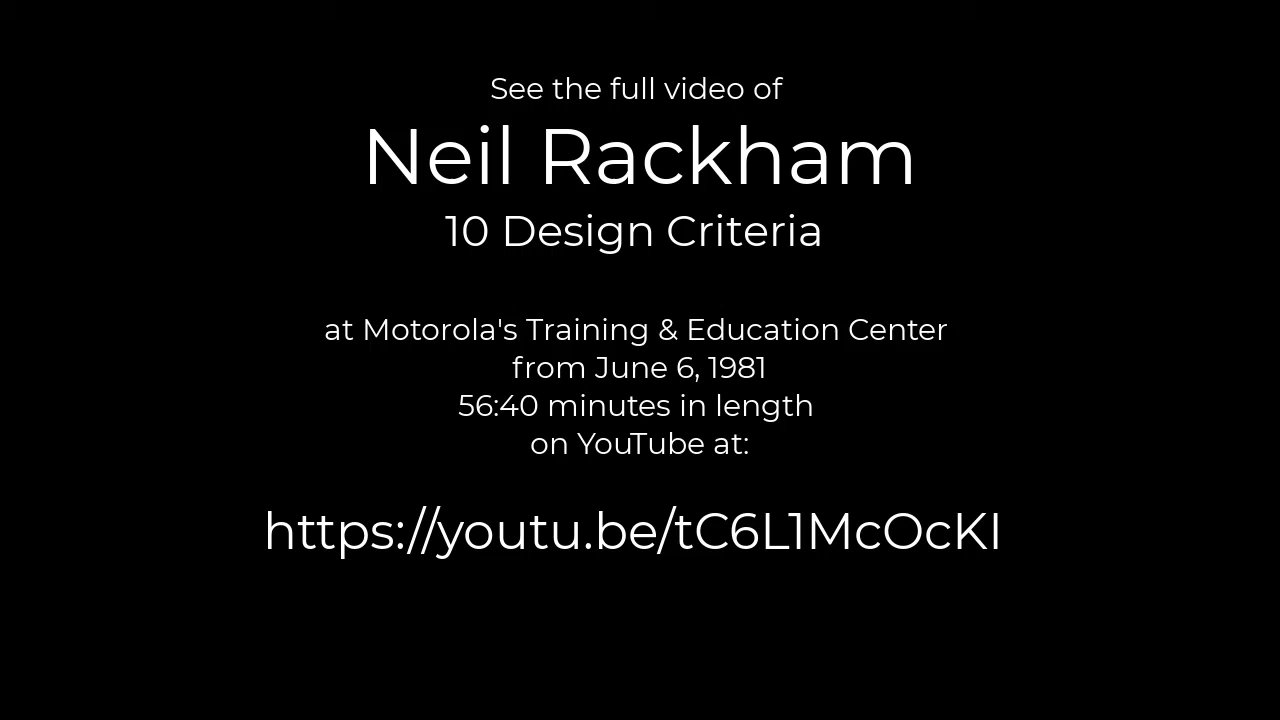 See the full video of
Neil Rackham
10 Design Criteria
at Motorola's Training & Education Center
from June 6, 1981
56:40 minutes in length
on YouTube at:
https://youtu.be/tC6L1McOcKI